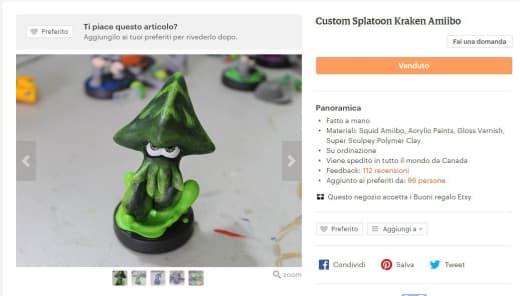 Preferito
Ti piace questo articolo?
Aggiungilo ai tuoi preferiti per rivederlo dopo.
zoom
Custom Splatoon Kraken Amiibo
Fai una domanda
Venduto
Panoramica
Fatto a mano
Materiali: Squid Amiibo, Acrylic Paints, Gloss Varnish,
Super Sculpey Polymer Clay
Su ordinazione
Viene spedito in tutto il mondo da Canada
Feedback: 112 recensioni
Aggiunto ai preferiti da: 96 persone
Questo negozio accetta i Buoni regalo Etsy
Preferito
Aggiungi a
Condividi
Salva
Tweet